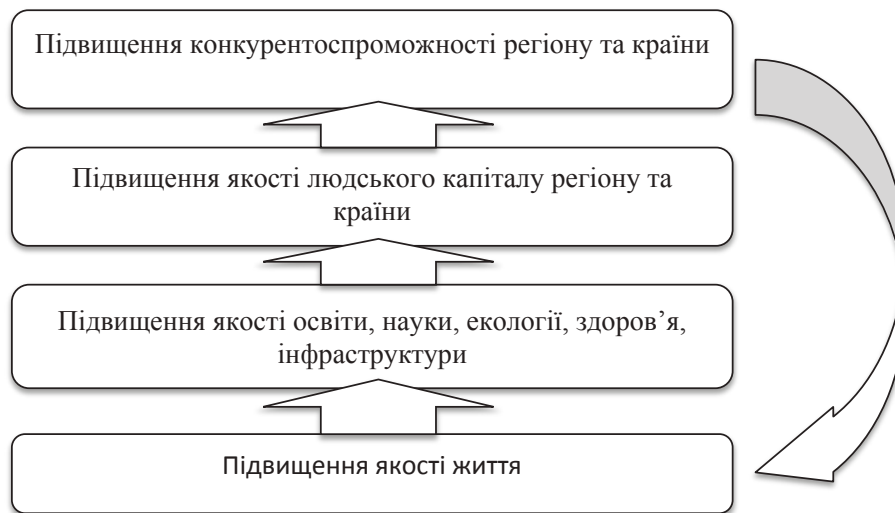 Підвищення конкурентоспроможності регіону та країни
Підвищення якості людського капіталу регіону та
країни
Підвищення якості освіти, науки, екології, здоров’я,
інфраструктури
Підвищення якості життя